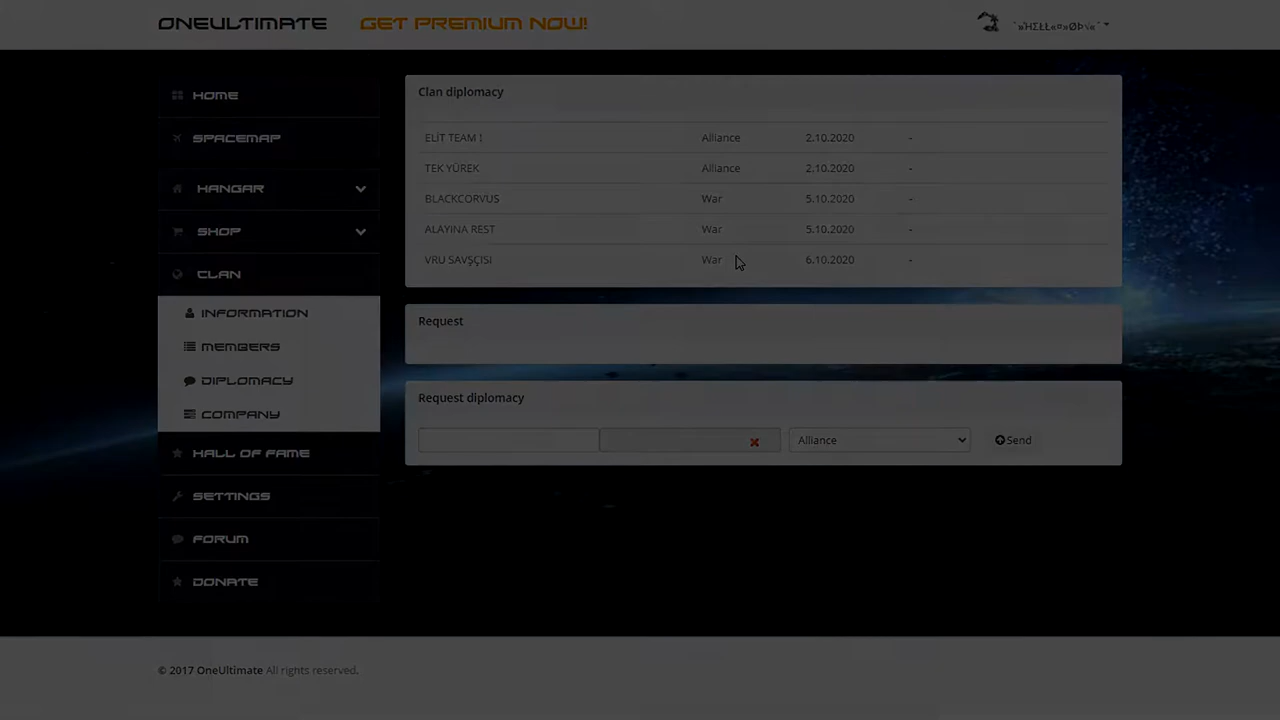 ONEULTIMATE GET PREMIUM NOW!
HOME
SPACEMAP
HANGAR
SHOP
CLAN
INFORMATION
MEMBERS
DIPLOMACY
COMPANY
HALL OF FAME
SETTINGS
FORUM
DONATE
Clan diplomacy
ELİT TEAM ! Alliance 2.10.2020 -
TEK YÜREK Alliance 2.10.2020 -
BLACKCORVUS War 5.10.2020 -
ALAYINA REST War 5.10.2020 -
VRU SAVŞÇISI War 6.10.2020 -
Request
Request diplomacy
Alliance Send
© 2017 OneUltimate All rights reserved.